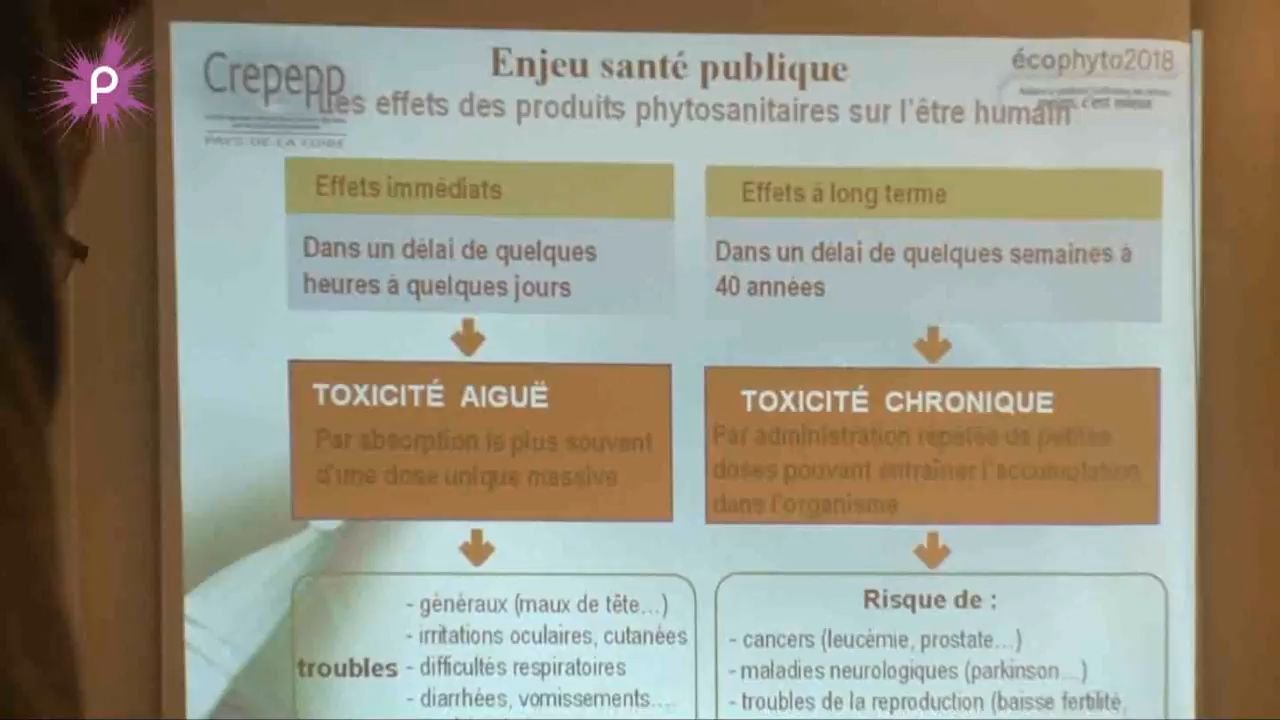 P
Crepepp
PAYS DE LA LOIRE
Enjeu santé publique
Les effets des produits phytosanitaires sur l'être humain
écophyto2018
moins, c'est mieux
Effets immédiats
Dans un délai de quelques
heures à quelques jours
TOXICITÉ AIGUË
Par absorption le plus souvent
d'une dose unique massive
troubles
- généraux (maux de tête...)
- irritations oculaires, cutanées
- difficultés respiratoires
- diarrhées, vomissements....
Effets à long terme
Dans un délai de quelques semaines à
40 années
TOXICITÉ CHRONIQUE
Par administration répétée de petites
doses pouvant entraîner l'accumulation
dans l'organisme
Risque de :
- cancers (leucémie, prostate...)
- maladies neurologiques (parkinson...)
- troubles de la reproduction (baisse fertilité,